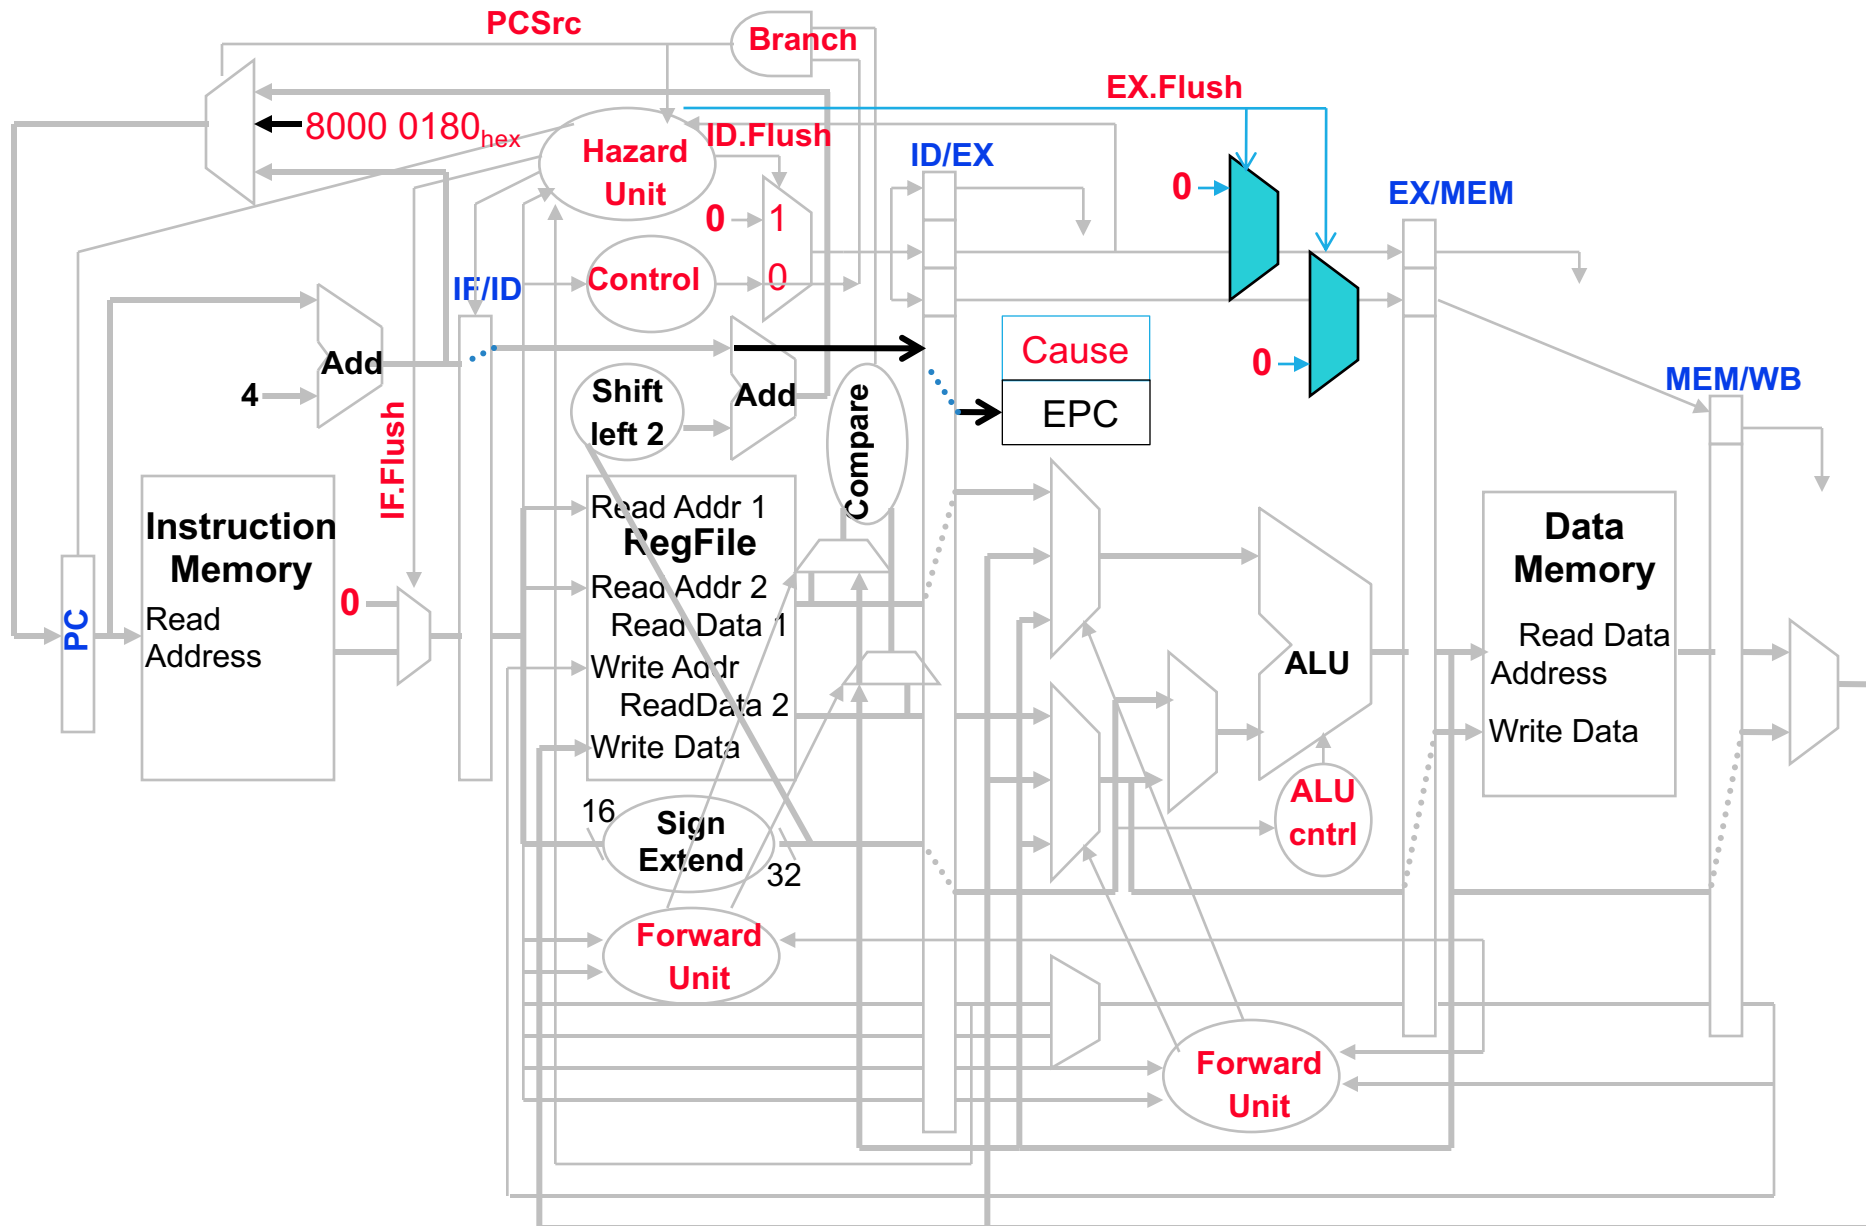 PCSrc
Branch
EX.Flush
8000 0180hex
ID.Flush
Hazard
Unit
ID/EX
0
EX/MEM
0
1
Control
0
IF/ID
Cause
0
Add
4
Shift
left 2
Add
EPC
MEM/WB
IF.Flush
Compare
Instruction
Memory
Read Addr 1
RegFile
Data
Memory
Read Addr 2
0
PC
Read
Address
Read Data 1
Write Addr
ReadData 2
Write Data
ALU
Read Data
Address
Write Data
16
Sign
Extend
32
ALU
cntrl
Forward
Unit
Forward
Unit